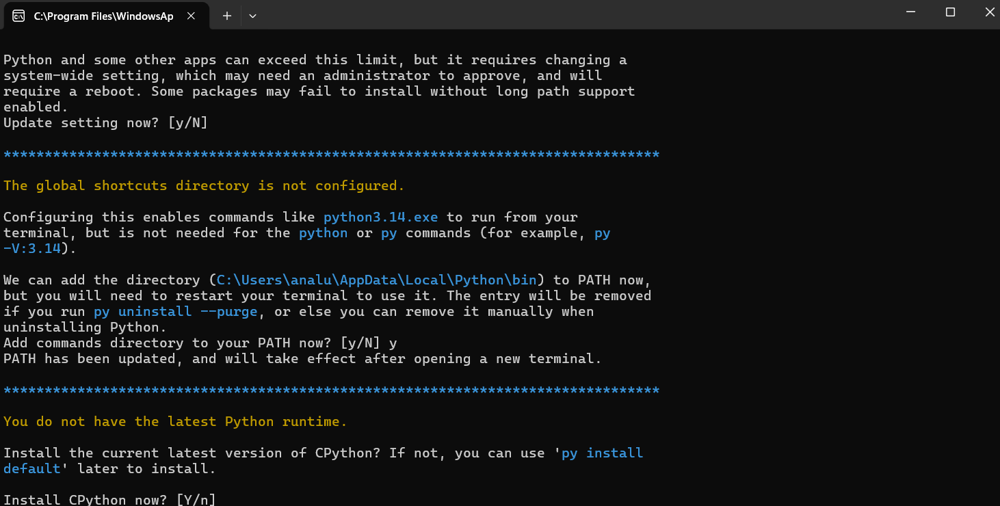 C:\Program Files\WindowsAp
Python and some other apps can exceed this limit, but it requires changing a
system-wide setting, which may need an administrator to approve, and will
require a reboot. Some packages may fail to install without long path support
enabled.
Update setting now? [y/N]
********************************************************************************
The global shortcuts directory is not configured.
Configuring this enables commands like python3.14.exe to run from your
terminal, but is not needed for the python or py commands (for example, py
-V:3.14).
We can add the directory (C:\Users\analu\AppData\Local\Python\bin) to PATH now,
but you will need to restart your terminal to use it. The entry will be removed
if you run py uninstall --purge, or else you can remove it manually when
uninstalling Python.
Add commands directory to your PATH now? [y/N] y
PATH has been updated, and will take effect after opening a new terminal.
********************************************************************************
You do not have the latest Python runtime.
Install the current latest version of CPython? If not, you can use 'py install
default' later to install.
Install CPython now? [Y/n]